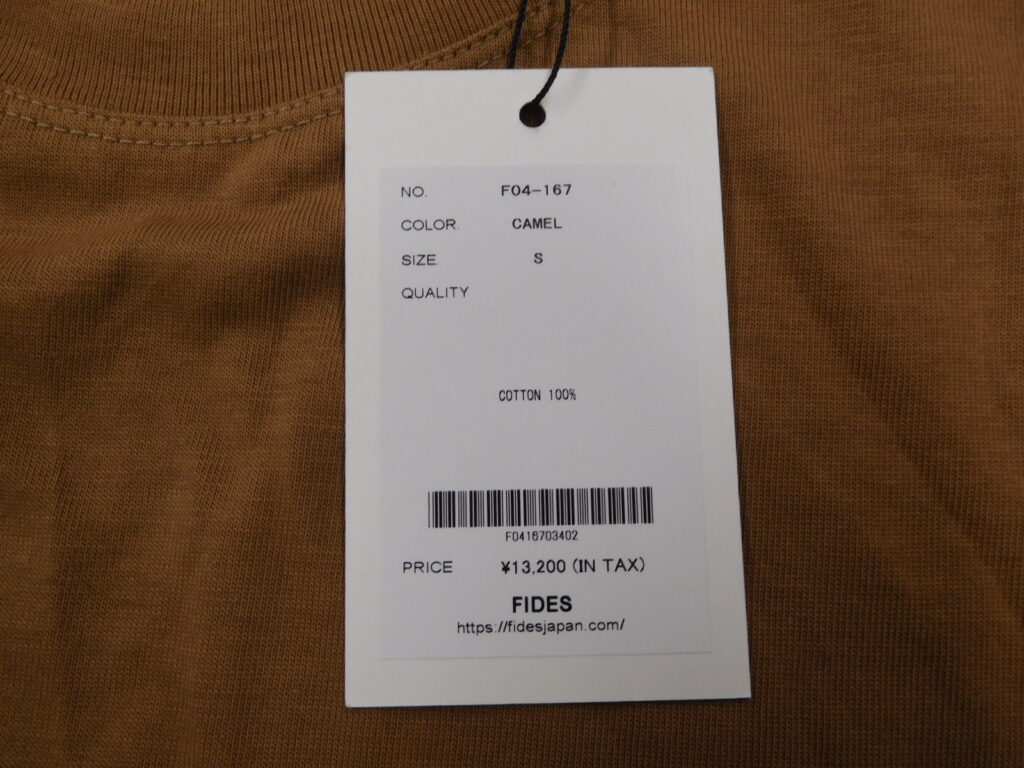 NO. F04-167
COLOR. CAMEL
SIZE. S
QUALITY
COTTON 100%
F0416703402
PRICE ¥13,200 (IN TAX)
FIDES
https://fidesjapan.com/